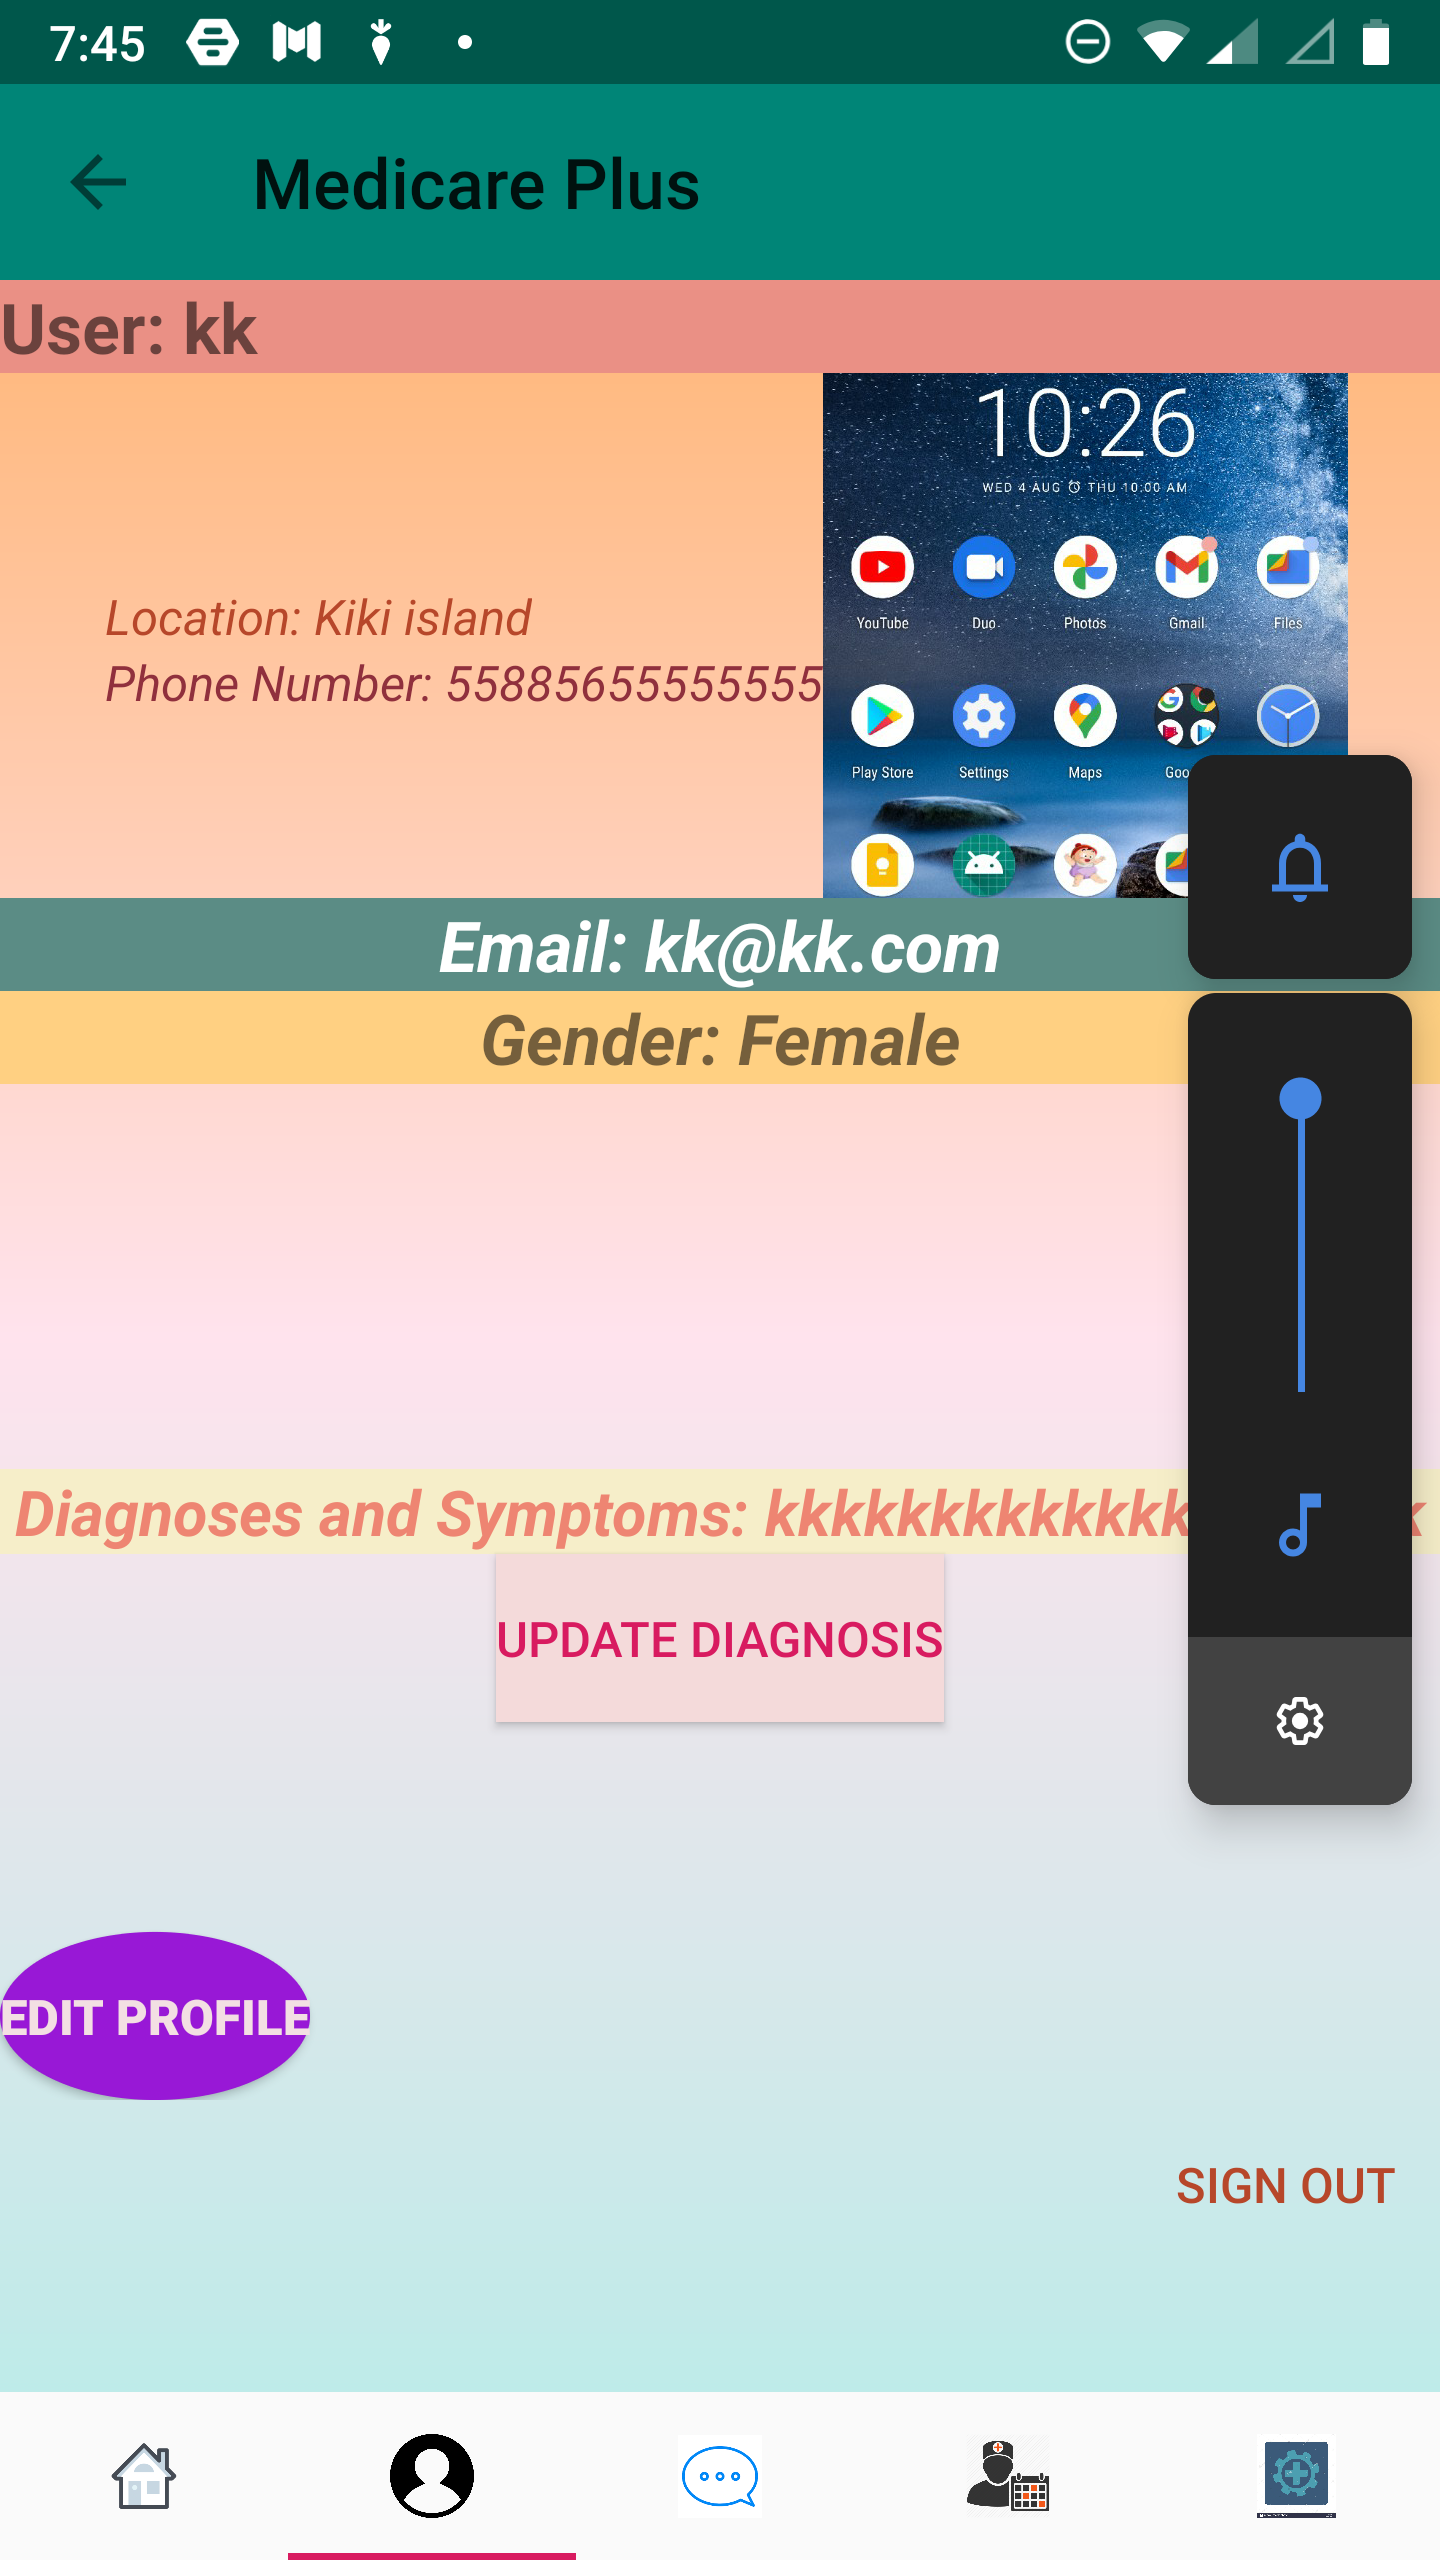 7:45
Medicare Plus
User: kk
10:26
WED 4 AUG THU 10:00 AM
YouTube Duo Photos Gmail Files
Location: Kiki island
Phone Number: 55885655555555
Play Store Settings Maps Goo
Email: kk@kk.com
Gender: Female
Diagnoses and Symptoms: kkkkkkkkkkkkk k
UPDATE DIAGNOSIS
EDIT PROFILE
SIGN OUT